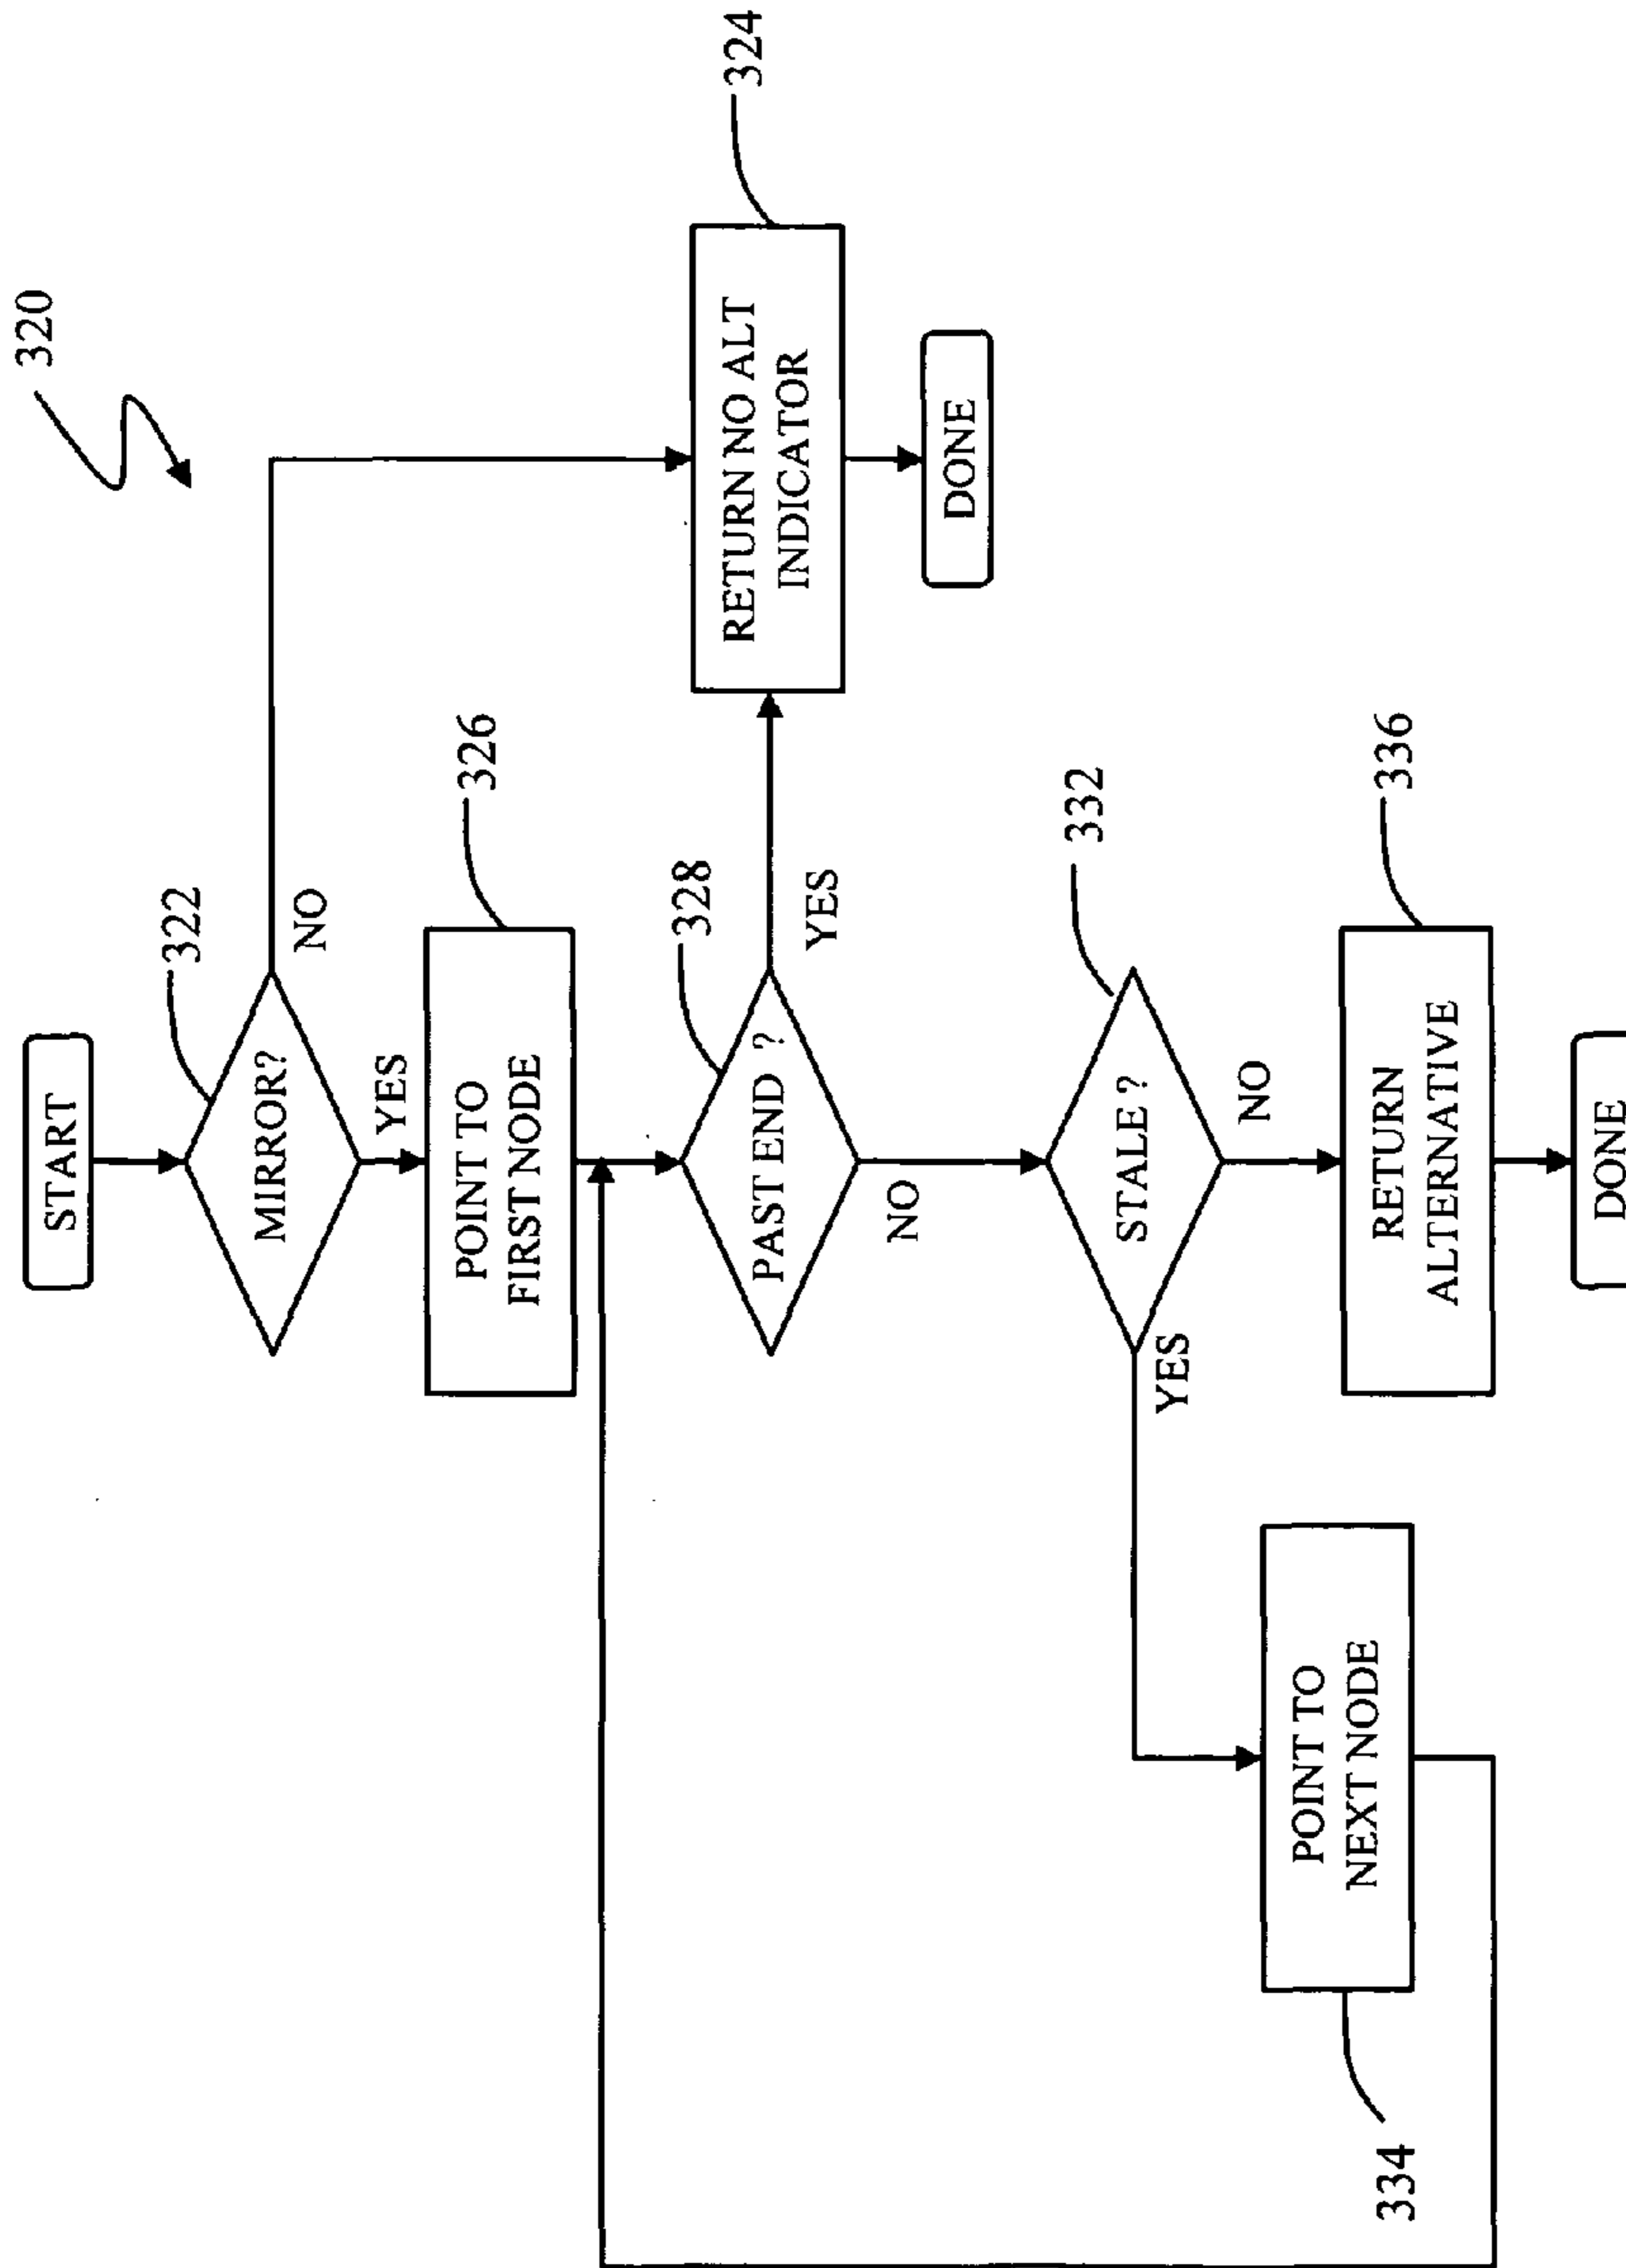 320
START
MIRROR?
322
NO
YES
POINT TO
FIRST NODE
326
PAST END ?
328
YES
RETURN NO ALT
INDICATOR
324
DONE
NO
STALE ?
332
YES
NO
POINT TO
NEXT NODE
334
RETURN
ALTERNATIVE
336
DONE